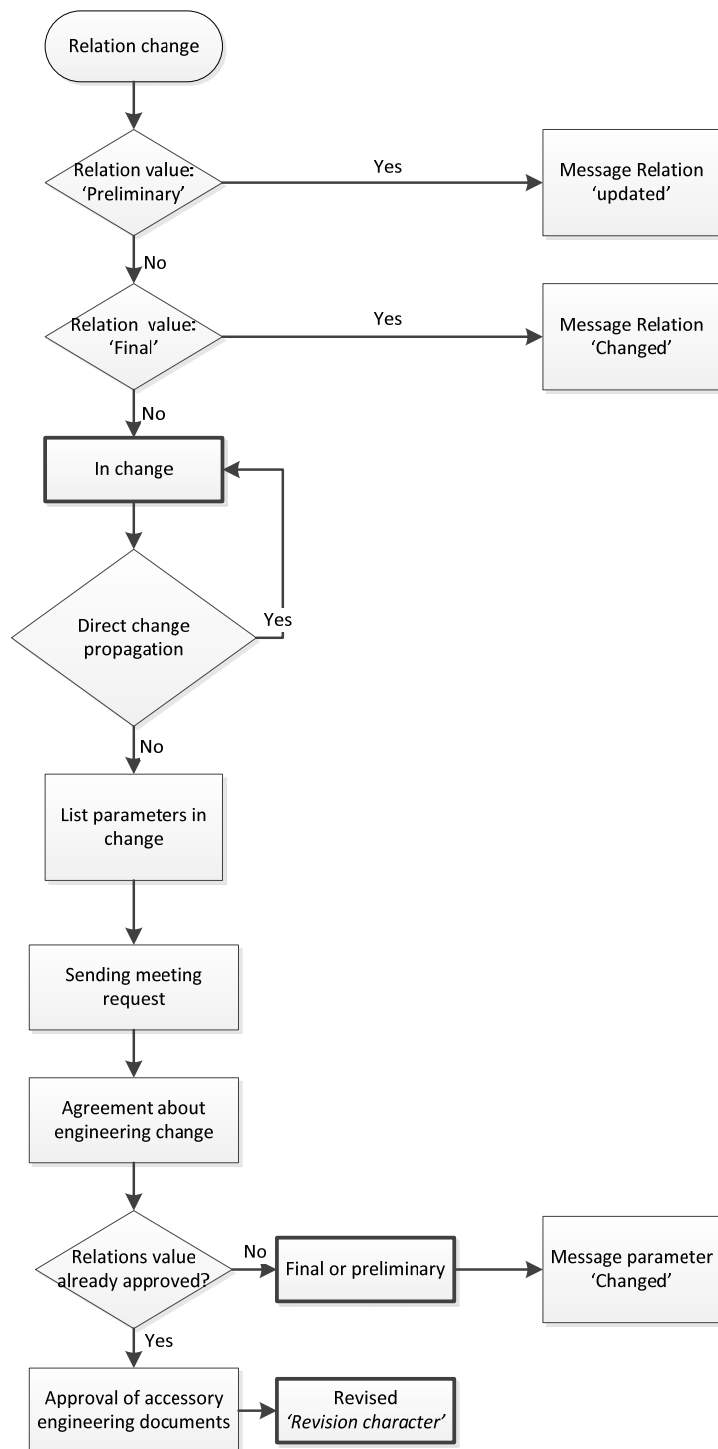 Relation change
Relation value:
‘Preliminary’
Yes
Message Relation
‘updated’
No
Relation value:
‘Final’
Yes
Message Relation
‘Changed’
No
In change
Direct change
propagation
Yes
No
List parameters in
change
Sending meeting
request
Agreement about
engineering change
Relations value
already approved?
No
Final or preliminary
Message parameter
‘Changed’
Yes
Approval of accessory
engineering documents
Revised
‘Revision character’